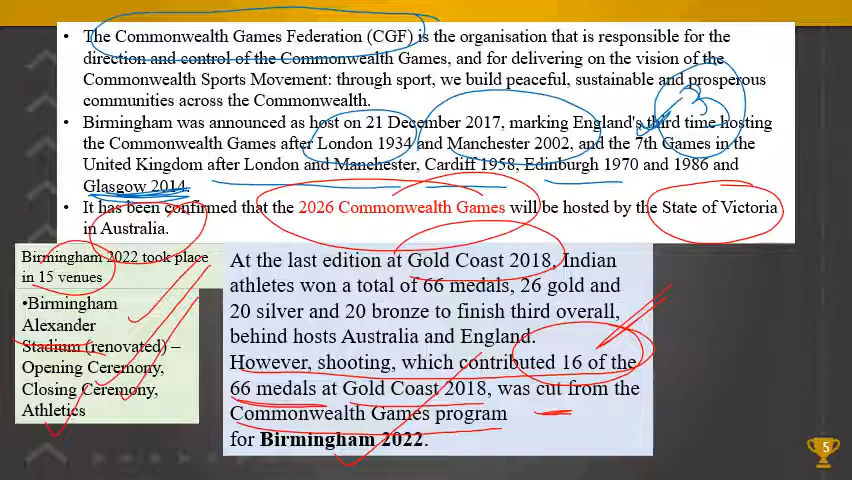 • The Commonwealth Games Federation (CGF) is the organisation that is responsible for the
direction and control of the Commonwealth Games, and for delivering on the vision of the
Commonwealth Sports Movement: through sport, we build peaceful, sustainable and prosperous
communities across the Commonwealth.
• Birmingham was announced as host on 21 December 2017, marking England's third time hosting
the Commonwealth Games after London 1934 and Manchester 2002, and the 7th Games in the
United Kingdom after London and Manchester, Cardiff 1958, Edinburgh 1970 and 1986 and
Glasgow 2014.
• It has been confirmed that the 2026 Commonwealth Games will be hosted by the State of Victoria
in Australia.
Birmingham 2022 took place
in 15 venues
•Birmingham
Alexander
Stadium (renovated) –
Opening Ceremony,
Closing Ceremony,
Athletics
At the last edition at Gold Coast 2018, Indian
athletes won a total of 66 medals, 26 gold and
20 silver and 20 bronze to finish third overall,
behind hosts Australia and England.
However, shooting, which contributed 16 of the
66 medals at Gold Coast 2018, was cut from the
Commonwealth Games program
for Birmingham 2022.
3
5